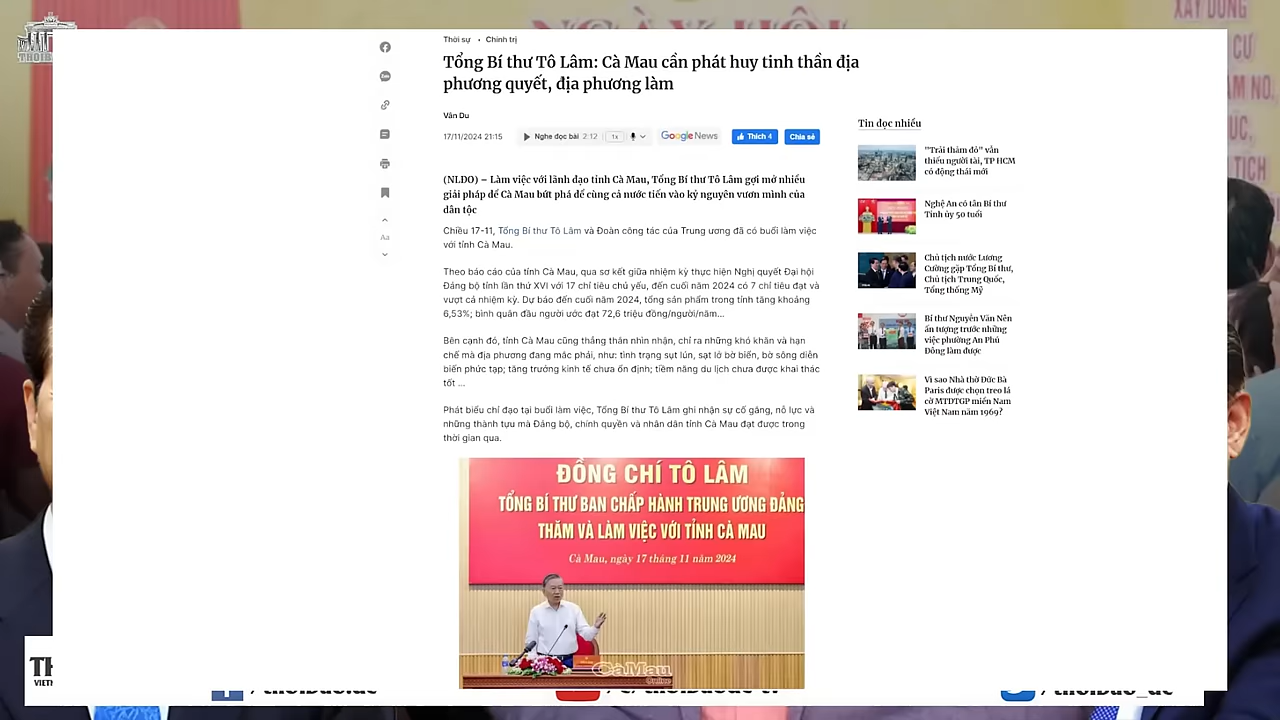 NGÀY HỘI
XÂY DỰNG
THOIBAO
Thời sự • Chính trị
Tổng Bí thư Tô Lâm: Cà Mau cần phát huy tinh thần địa
phương quyết, địa phương làm
Vân Du
17/11/2024 21:15
Nghe đọc bài 2:12
1x
Google News
Thích 4
Chia sẻ
Zalo
Aa
(NLĐO) – Làm việc với lãnh đạo tỉnh Cà Mau, Tổng Bí thư Tô Lâm gợi mở nhiều
giải pháp để Cà Mau bứt phá để cùng cả nước tiến vào kỷ nguyên vươn mình của
dân tộc
Chiều 17-11, Tổng Bí thư Tô Lâm và Đoàn công tác của Trung ương đã có buổi làm việc
với tỉnh Cà Mau.
Theo báo cáo của tỉnh Cà Mau, qua sơ kết giữa nhiệm kỳ thực hiện Nghị quyết Đại hội
Đảng bộ tỉnh lần thứ XVI với 17 chỉ tiêu chủ yếu, đến cuối năm 2024 có 7 chỉ tiêu đạt và
vượt cả nhiệm kỳ. Dự báo đến cuối năm 2024, tổng sản phẩm trong tỉnh tăng khoảng
6,53%; bình quân đầu người ước đạt 72,6 triệu đồng/người/năm...
Bên cạnh đó, tỉnh Cà Mau cũng thẳng thắn nhìn nhận, chỉ ra những khó khăn và hạn
chế mà địa phương đang mắc phải, như: tình trạng sụt lún, sạt lở bờ biển, bờ sông diễn
biến phức tạp; tăng trưởng kinh tế chưa ổn định; tiềm năng du lịch chưa được khai thác
tốt ...
Phát biểu chỉ đạo tại buổi làm việc, Tổng Bí thư Tô Lâm ghi nhận sự cố gắng, nỗ lực và
những thành tựu mà Đảng bộ, chính quyền và nhân dân tỉnh Cà Mau đạt được trong
thời gian qua.
ĐỒNG CHÍ TÔ LÂM
TỔNG BÍ THƯ BAN CHẤP HÀNH TRUNG ƯƠNG ĐẢNG
THĂM VÀ LÀM VIỆC VỚI TỈNH CÀ MAU
Cà Mau, ngày 17 tháng 11 năm 2024
CàMau
Online
Tin đọc nhiều
"Trải thảm đỏ" vẫn
thiếu người tài, TP HCM
có động thái mới
Nghệ An có tân Bí thư
Tỉnh ủy 50 tuổi
Chủ tịch nước Lương
Cường gặp Tổng Bí thư,
Chủ tịch Trung Quốc,
Tổng thống Mỹ
Bí thư Nguyễn Văn Nên
ấn tượng trước những
việc phường An Phú
Đông làm được
Vì sao Nhà thờ Đức Bà
Paris được chọn treo lá
cờ MTDTGP miền Nam
Việt Nam năm 1969?